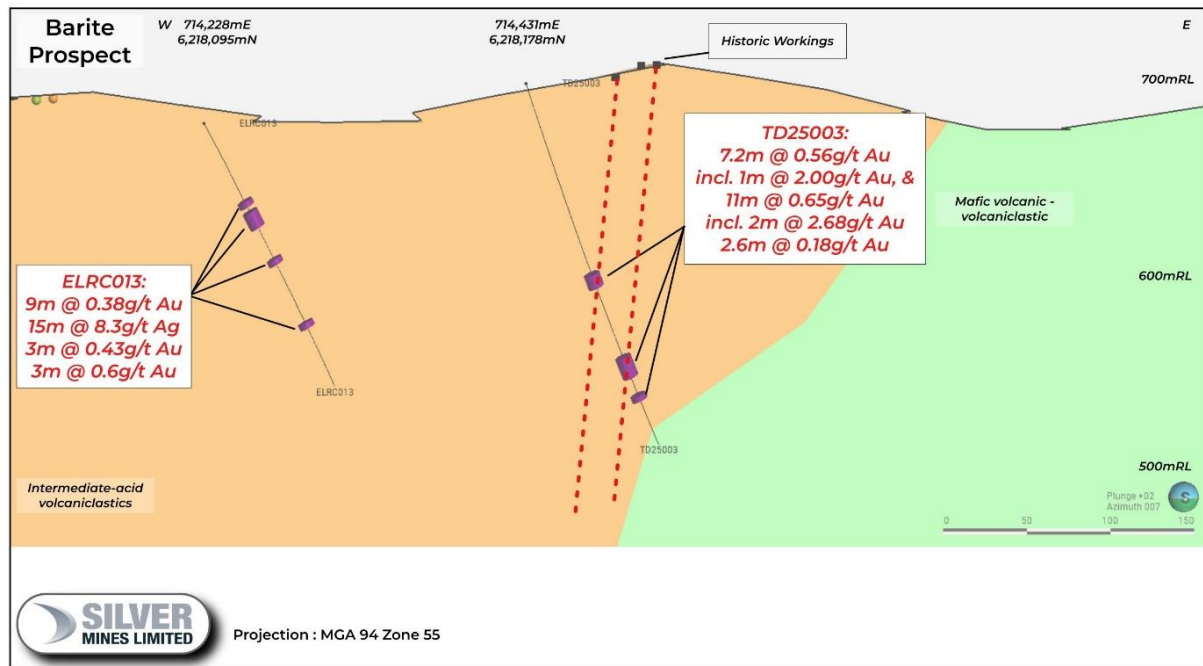 Barite
Prospect
W 714,228mE
6,218,095mN
714,431mE
6,218,178mN
E
Historic Workings
700mRL
TD25003
ELRC013
TD25003:
7.2m @ 0.56g/t Au
incl. 1m @ 2.00g/t Au, &
11m @ 0.65g/t Au
incl. 2m @ 2.68g/t Au
2.6m @ 0.18g/t Au
Mafic volcanic -
volcaniclastic
600mRL
ELRC013:
9m @ 0.38g/t Au
15m @ 8.3g/t Ag
3m @ 0.43g/t Au
3m @ 0.6g/t Au
ELRC013
TD25003
500mRL
Intermediate-acid
volcaniclastics
Plunge +02
Azimuth 007
S
0 50 100 150
SILVER
MINES LIMITED
Projection : MGA 94 Zone 55